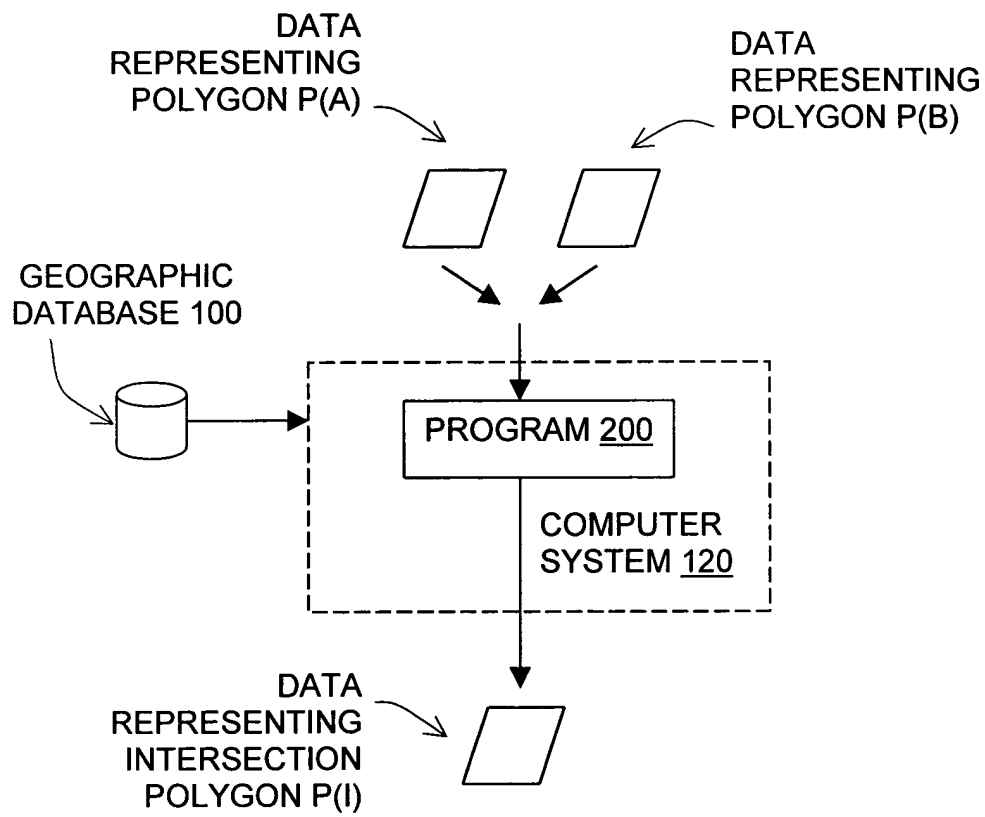 DATA
REPRESENTING
POLYGON P(A)
DATA
REPRESENTING
POLYGON P(B)
GEOGRAPHIC
DATABASE 100
PROGRAM 200
COMPUTER
SYSTEM 120
DATA
REPRESENTING
INTERSECTION
POLYGON P(I)